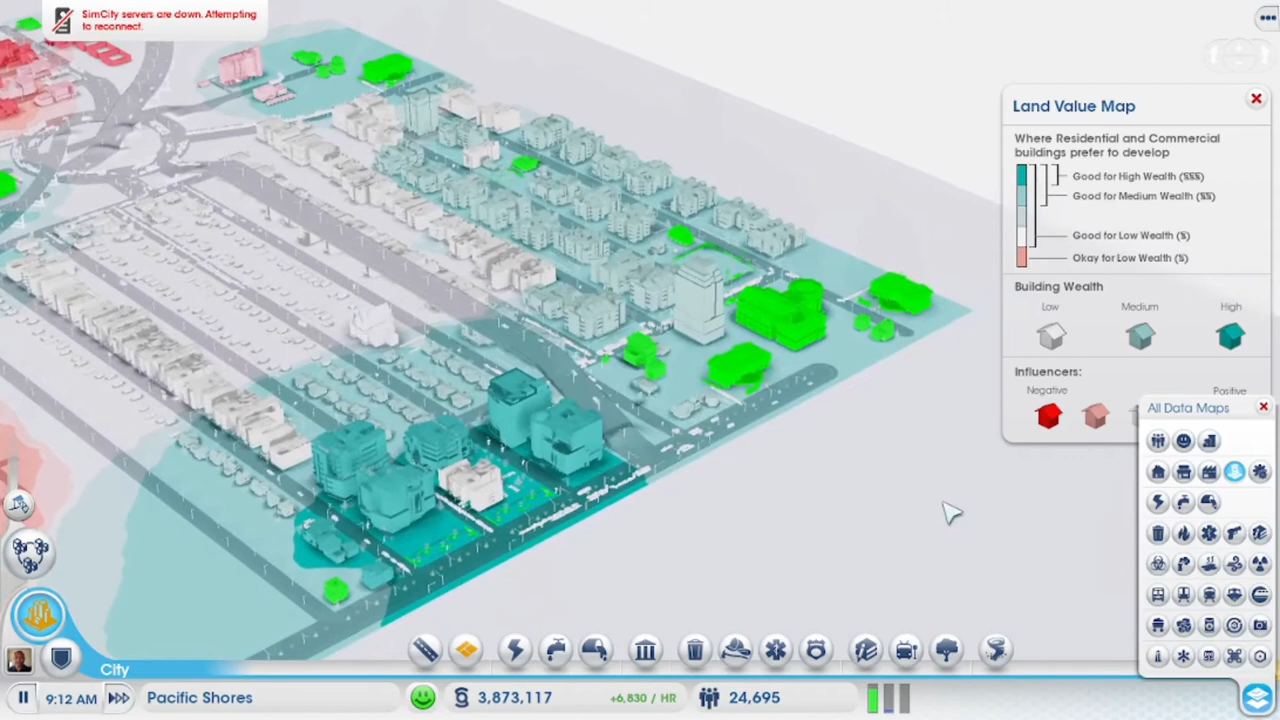 SimCity servers are down. Attempting
to reconnect.
Land Value Map
Where Residential and Commercial
buildings prefer to develop
Good for High Wealth (§§§)
Good for Medium Wealth (§§)
Good for Low Wealth (§)
Okay for Low Wealth (§)
Building Wealth
Low Medium High
Influencers:
Negative Positive
All Data Maps
City
9:12 AM Pacific Shores 3,873,117 +6,830 / HR 24,695